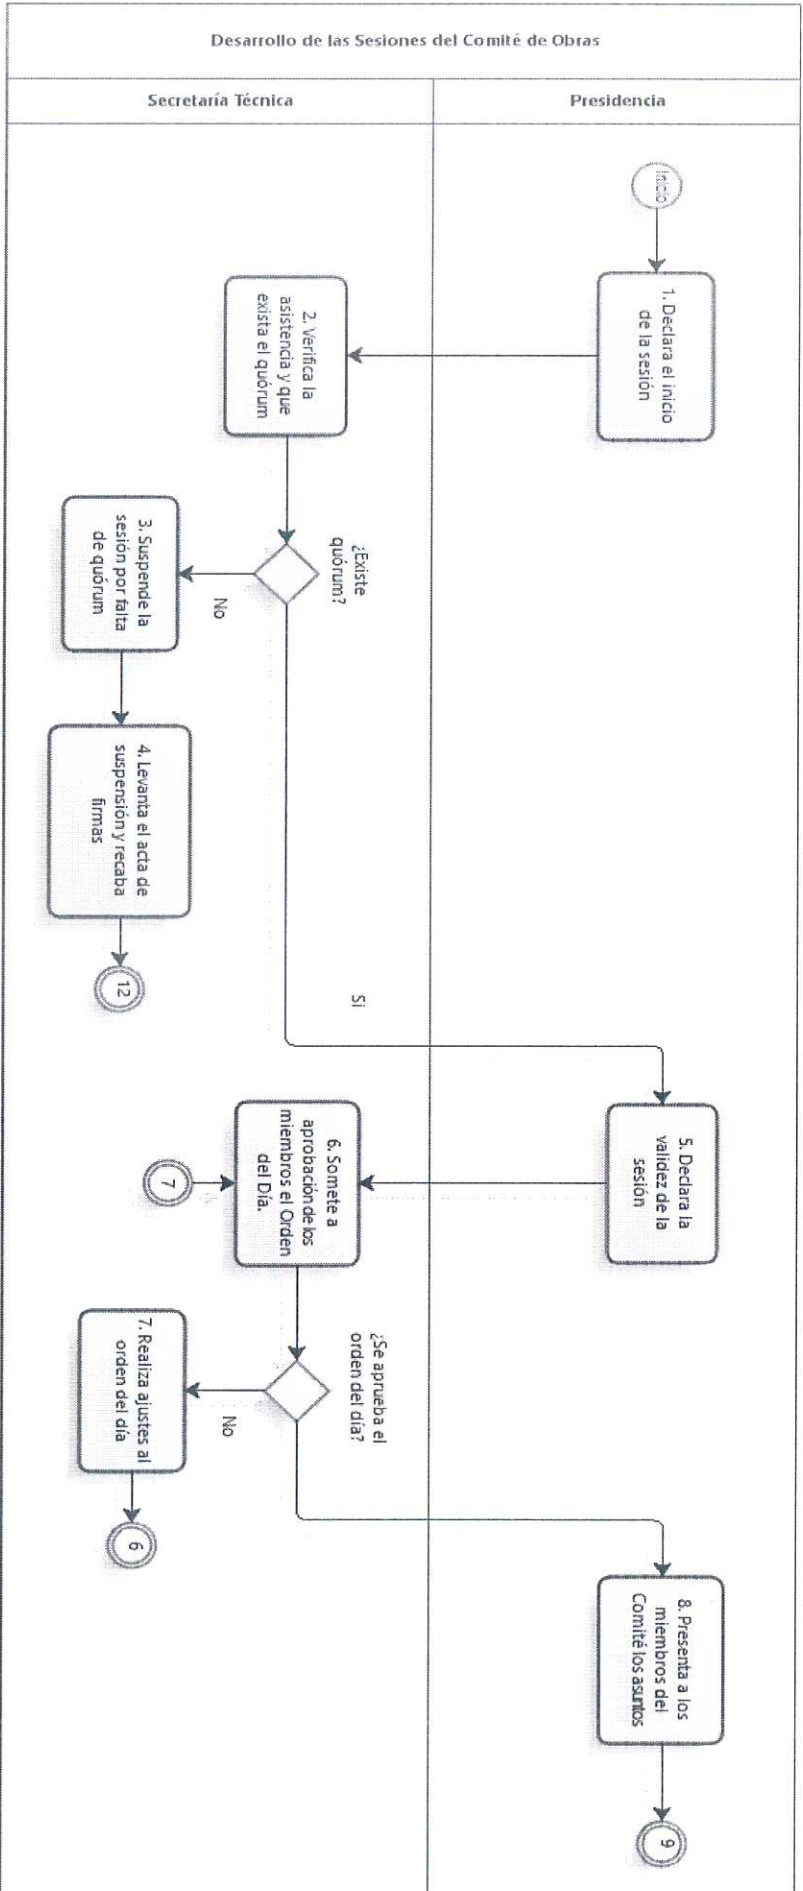 Desarrollo de las Sesiones del Comité de Obras
Secretaría Técnica
Presidencia
Inicio
1. Declara el inicio
de la sesión
2. Verifica la
asistencia y que
exista el quórum
¿Existe
quórum?
No
3. Suspende la
sesión por falta
de quórum
4. Levanta el acta de
suspensión y recaba
firmas
12
Si
5. Declara la
validez de la
sesión
6. Somete a
aprobación de los
miembros el Orden
del Día.
7
¿Se aprueba el
orden del día?
No
7. Realiza ajustes al
orden del día
6
8. Presenta a los
miembros del
Comité los asuntos
9